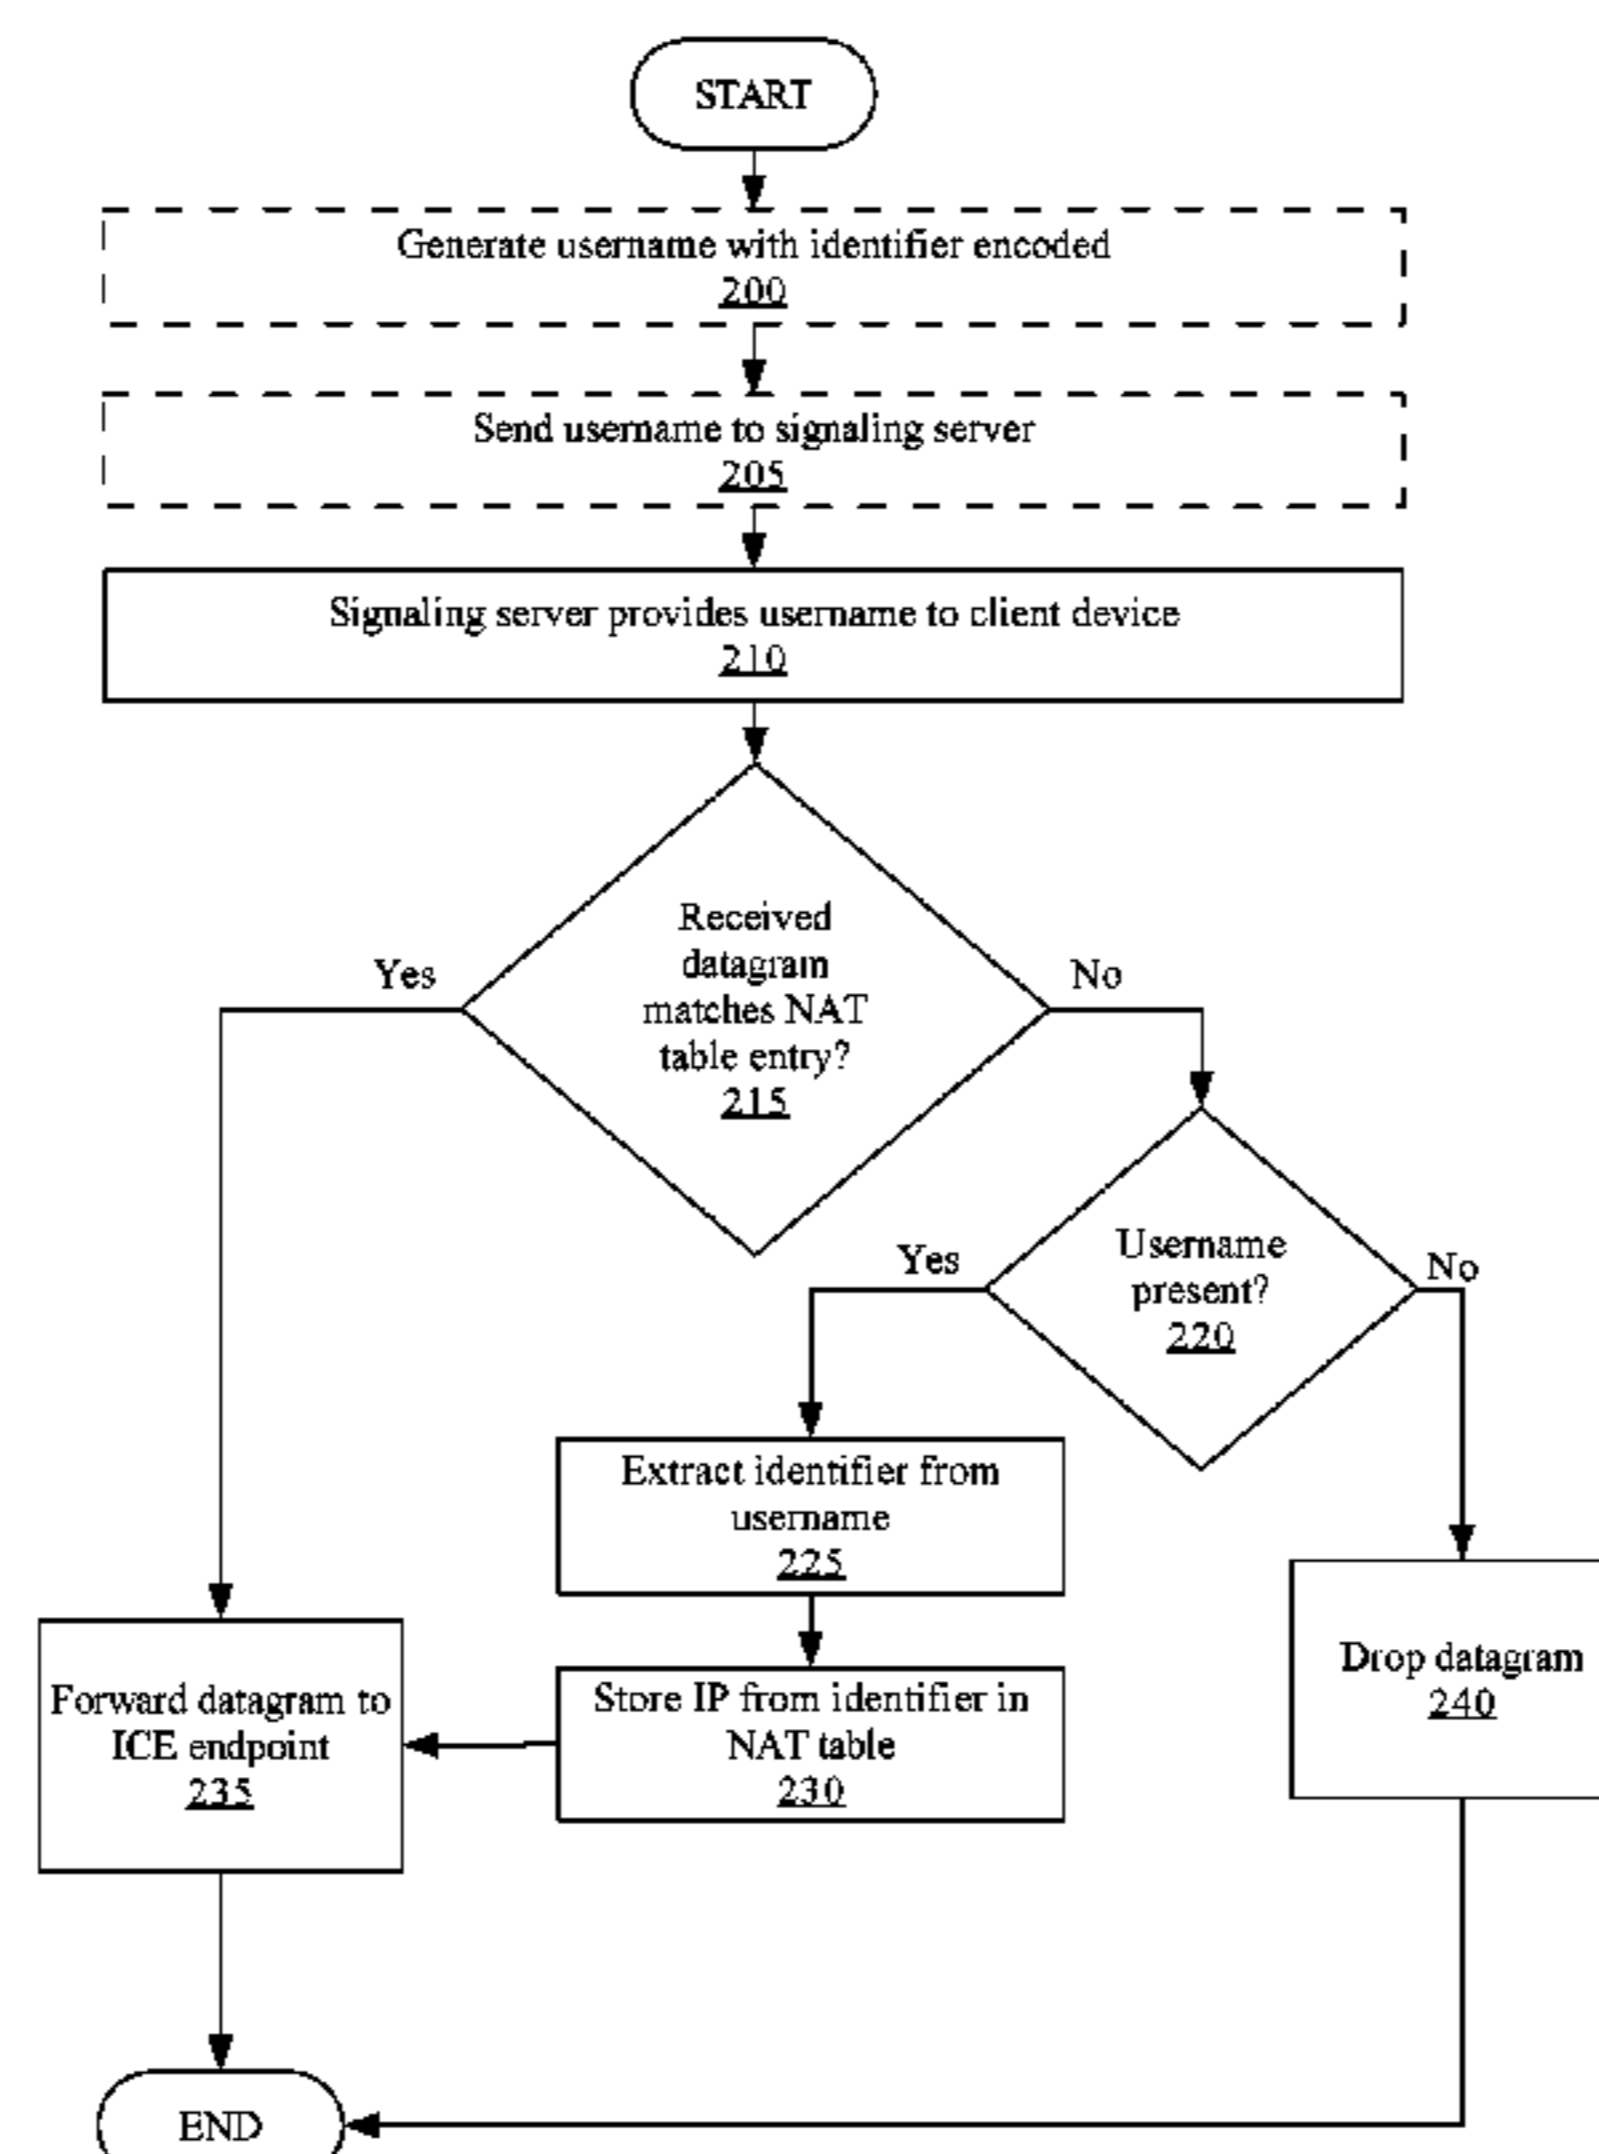 START
Generate username with identifier encoded
200
Send username to signaling server
205
Signaling server provides username to client device
210
Received
datagram
matches NAT
table entry?
215
Yes
No
Username
present?
220
Yes
No
Extract identifier from
username
225
Store IP from identifier in
NAT table
230
Forward datagram to
ICE endpoint
235
Drop datagram
240
END